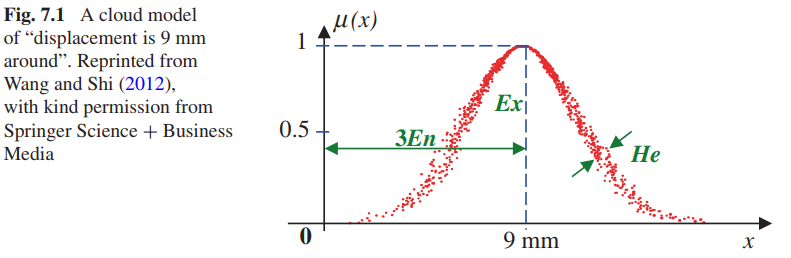 Fig. 7.1 A cloud model
of “displacement is 9 mm
around”. Reprinted from
Wang and Shi (2012),
with kind permission from
Springer Science + Business
Media
μ(x)
1
Ex
0.5
3En
He
0
9 mm
x